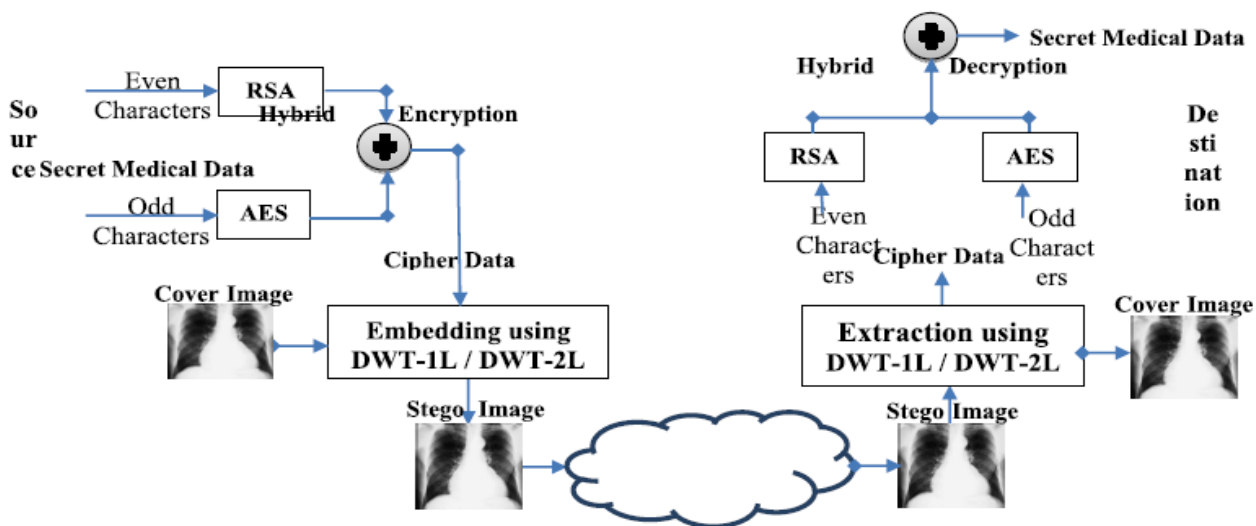 Even
Characters
RSA
Hybrid Encryption
So
ur
ce
Secret Medical Data
Odd
Characters
AES
Cipher Data
Cover Image
Embedding using
DWT-1L / DWT-2L
Stego Image
Secret Medical Data
Hybrid Decryption
RSA
AES
De
sti
nat
ion
Even
Charact
ers
Odd
Charact
ers
Cipher Data
Extraction using
DWT-1L / DWT-2L
Cover Image
Stego Image